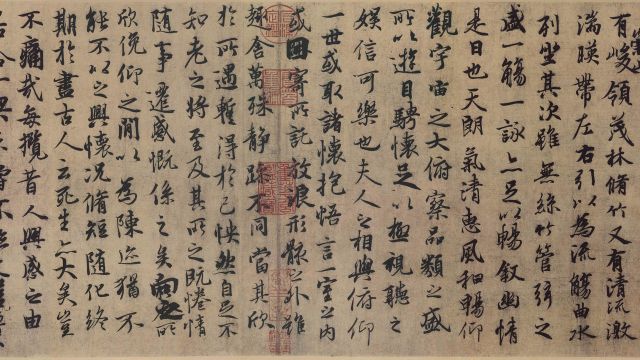 有峻領茂林脩竹又有清流激
湍暎帶左右引以為流觴曲水
列坐其次雖無絲竹管弦之
盛一觴一詠亦足以暢敘幽情
是日也天朗氣清惠風和暢仰
觀宇宙之大俯察品類之盛
所以遊目騁懷足以極視聽之
娛信可樂也夫人之相與俯仰
一世或取諸懷抱悟言一室之內
或因寄所託放浪形骸之外雖
趣舍萬殊靜躁不同當其欣
於所遇暫得於己怏然自足不
知老之將至及其所之既惓情
隨事遷感慨係之矣向之所
欣俛仰之閒以為陳迹猶不
能不以之興懷況脩短隨化終
期於盡古人云死生亦大矣豈
不痛哉每攬昔人興感之由